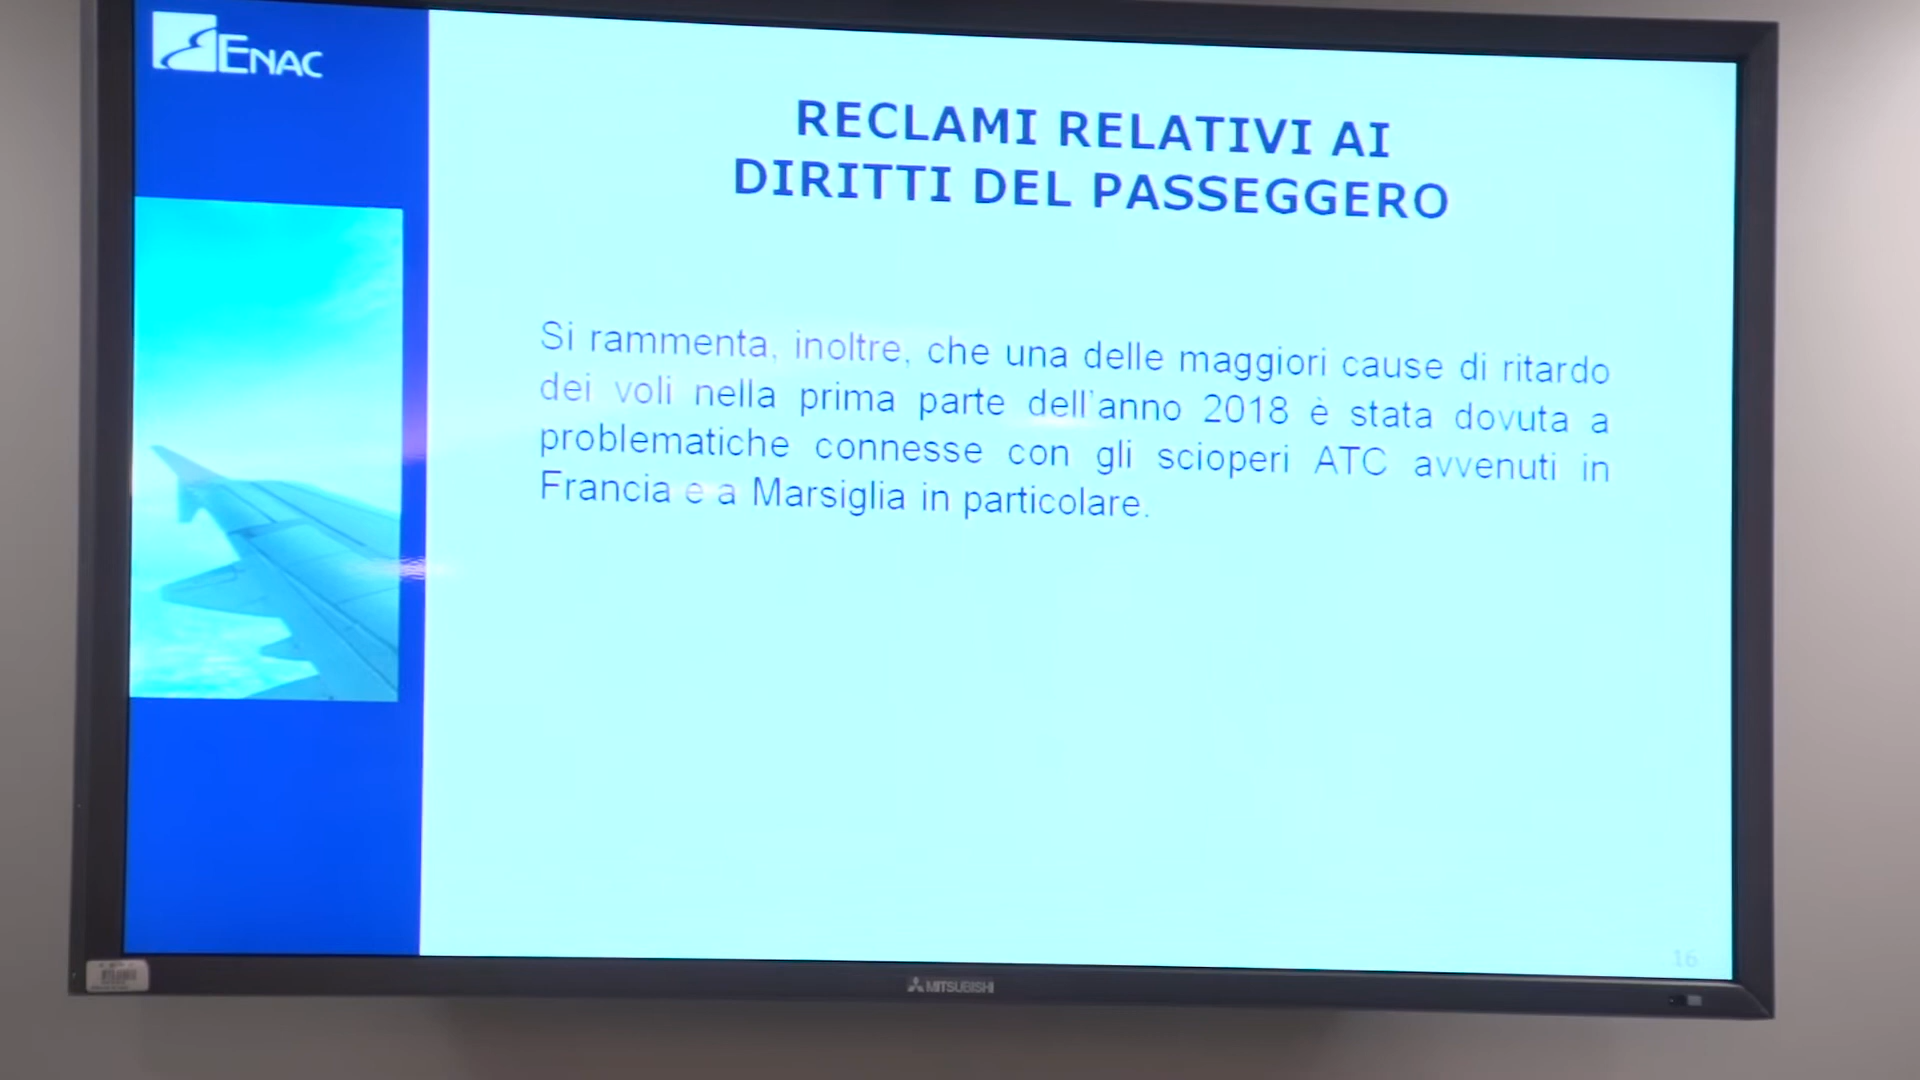 ENAC
RECLAMI RELATIVI AI
DIRITTI DEL PASSEGGERO
Si rammenta, inoltre, che una delle maggiori cause di ritardo
dei voli nella prima parte dell'anno 2018 è stata dovuta a
problematiche connesse con gli scioperi ATC avvenuti in
Francia e a Marsiglia in particolare.
16
MITSUBISHI